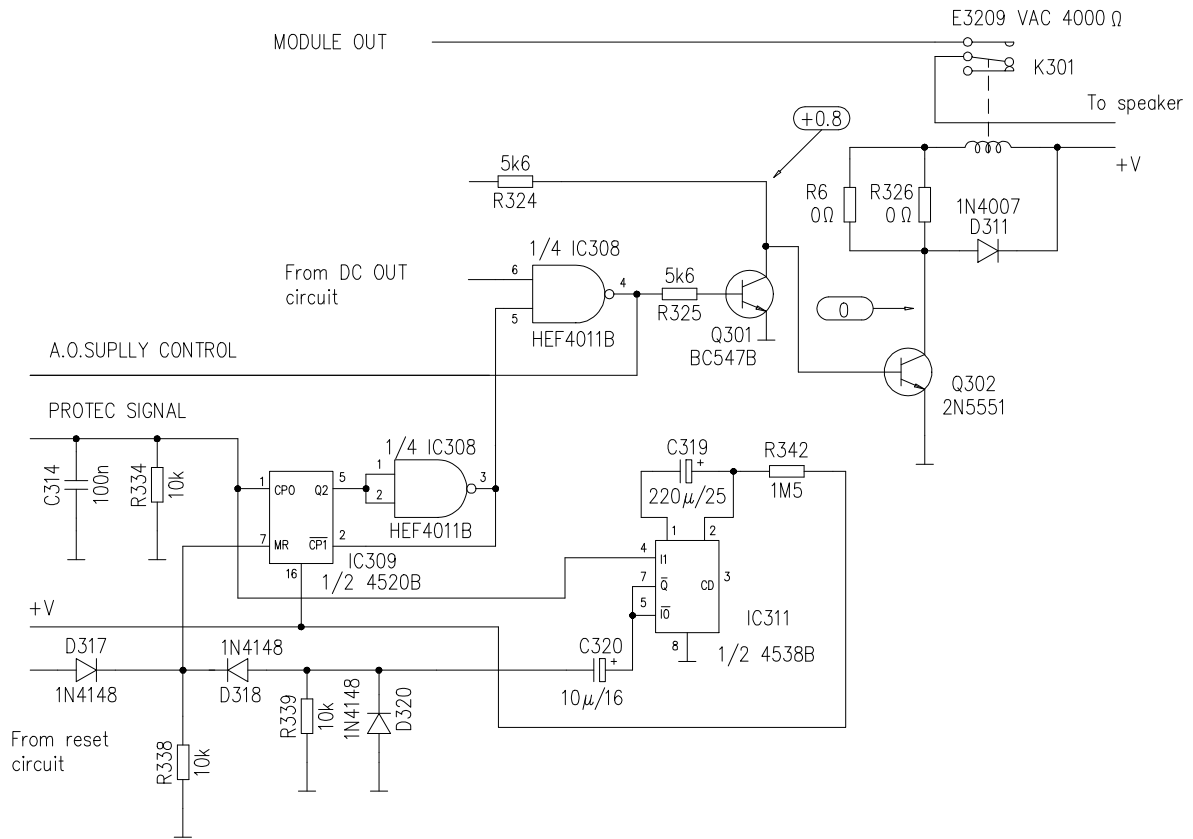 E3209 VAC 4000 Ω
MODULE OUT
K301
To speaker
+0.8
+V
5k6
R324
R6
0Ω
R326
0Ω
1N4007
D311
1/4 IC308
From DC OUT
circuit
6
4
5
5k6
R325
HEF4011B
Q301
BC547B
0
A.O.SUPLLY CONTROL
Q302
2N5551
PROTEC SIGNAL
C314
100n
R334
10k
1/4 IC308
1
2
3
HEF4011B
1
CP0
Q2
5
7
MR
CP1
2
16
IC309
1/2 4520B
C319
+
220µ/25
R342
1M5
1
2
4
I1
7
Q
CD
3
5
I0
8
IC311
1/2 4538B
+V
D317
1N4148
1N4148
D318
C320
+
10µ/16
R339
10k
1N4148
D320
From reset
circuit
R338
10k